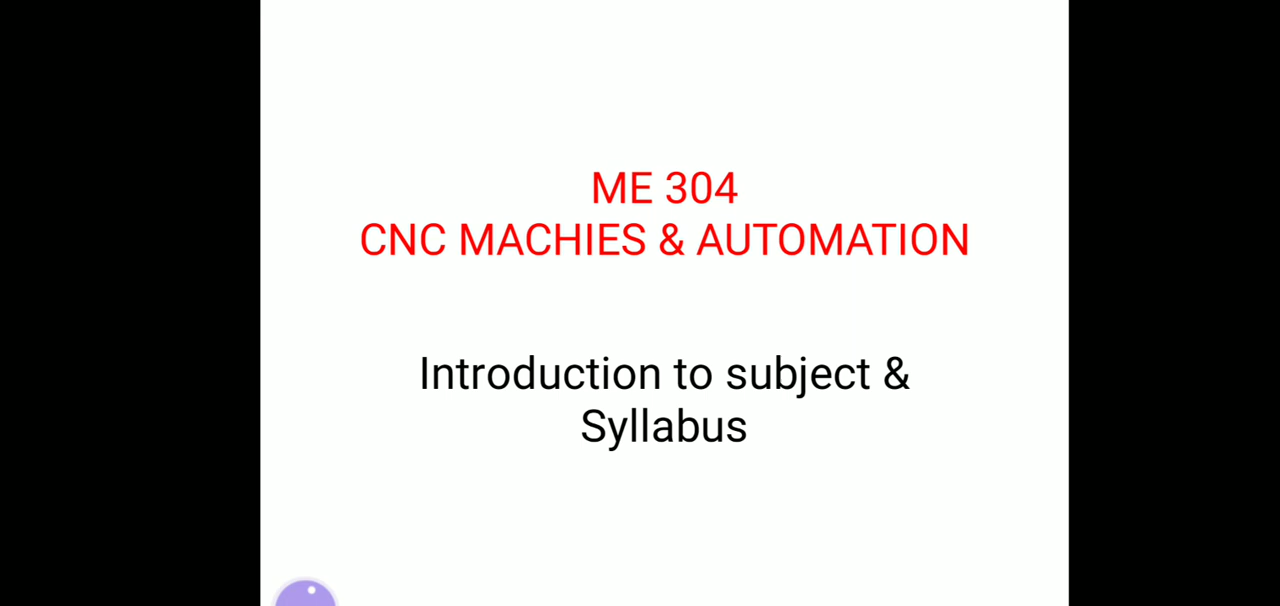 ME 304
CNC MACHIES & AUTOMATION
Introduction to subject &
Syllabus